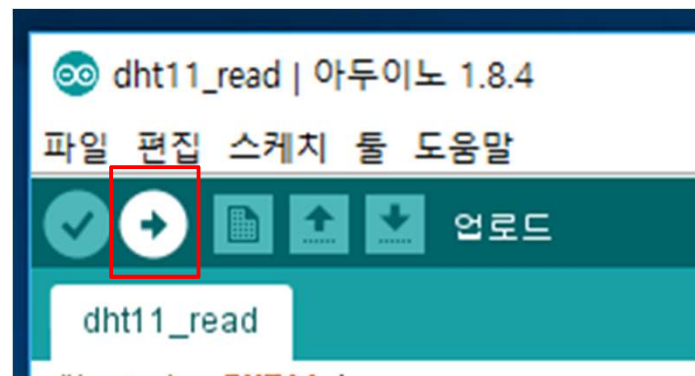 dht11_read | 아두이노 1.8.4
파일 편집 스케치 툴 도움말
업로드
dht11_read